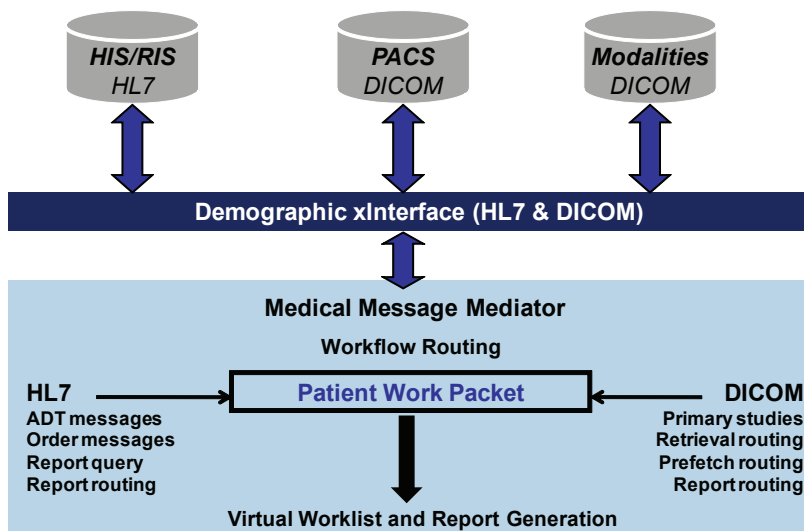 HIS/RIS
HL7
PACS
DICOM
Modalities
DICOM
Demographic xInterface (HL7 & DICOM)
Medical Message Mediator
Workflow Routing
Patient Work Packet
HL7
ADT messages
Order messages
Report query
Report routing
DICOM
Primary studies
Retrieval routing
Prefetch routing
Report routing
Virtual Worklist and Report Generation